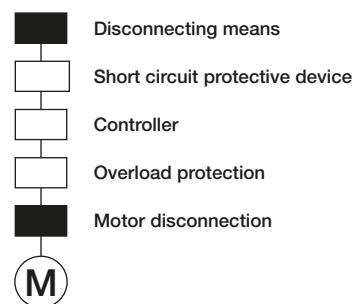 Disconnecting means
Short circuit protective device
Controller
Overload protection
Motor disconnection
M